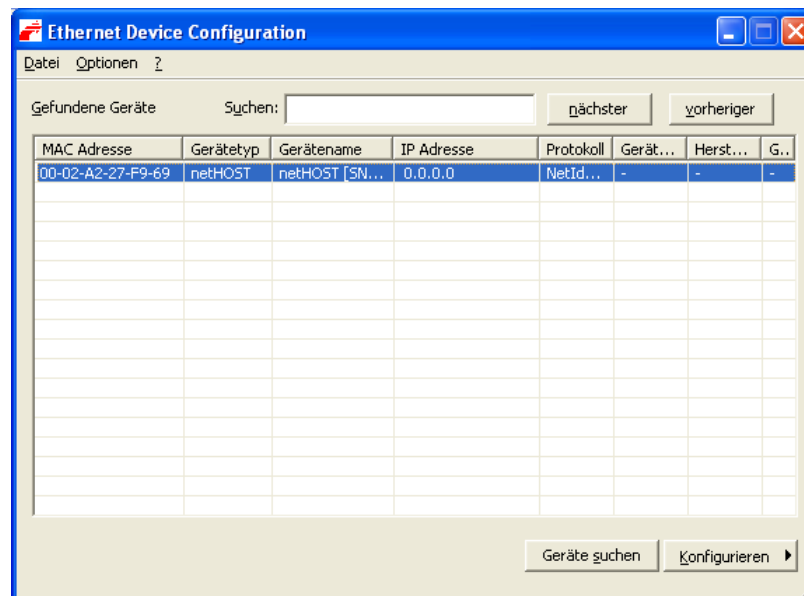 Ethernet Device Configuration
Datei Optionen ?
Gefundene Geräte Suchen: nächster vorheriger
MAC Adresse Gerätetyp Gerätename IP Adresse Protokoll Gerät... Herst... G..
00-02-A2-27-F9-69 netHOST netHOST [SN... 0.0.0.0 NetId... - - -
Geräte suchen Konfigurieren